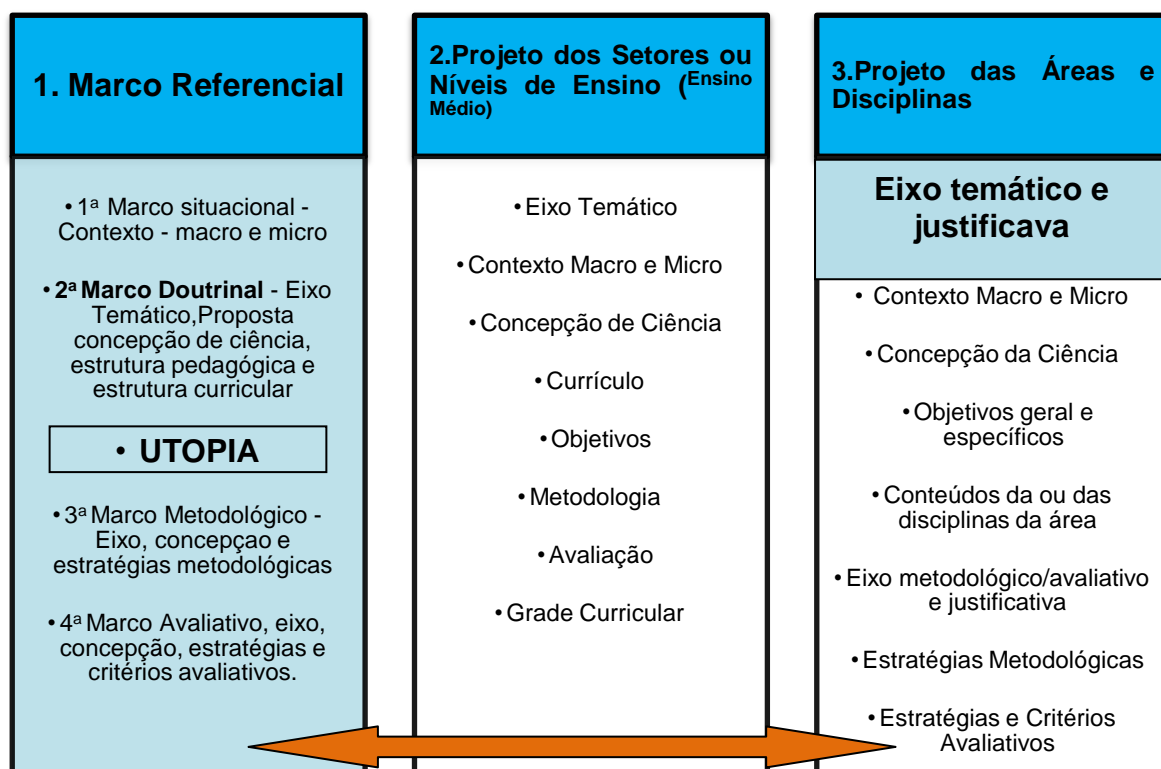 1. Marco Referencial
• 1ª Marco situacional -
Contexto - macro e micro
• 2ª Marco Doutrinal - Eixo
Temático,Proposta
concepção de ciência,
estrutura pedagógica e
estrutura curricular
• UTOPIA
• 3ª Marco Metodológico -
Eixo, concepçao e
estratégias metodológicas
• 4ª Marco Avaliativo, eixo,
concepção, estratégias e
critérios avaliativos.
2.Projeto dos Setores ou
Níveis de Ensino (Ensino
Médio)
• Eixo Temático
• Contexto Macro e Micro
• Concepção de Ciência
• Currículo
• Objetivos
• Metodologia
• Avaliação
• Grade Curricular
3.Projeto das Áreas e
Disciplinas
Eixo temático e
justificava
• Contexto Macro e Micro
• Concepção da Ciência
• Objetivos geral e
específicos
• Conteúdos da ou das
disciplinas da área
• Eixo metodológico/avaliativo
e justificativa
• Estratégias Metodológicas
• Estratégias e Critérios
Avaliativos